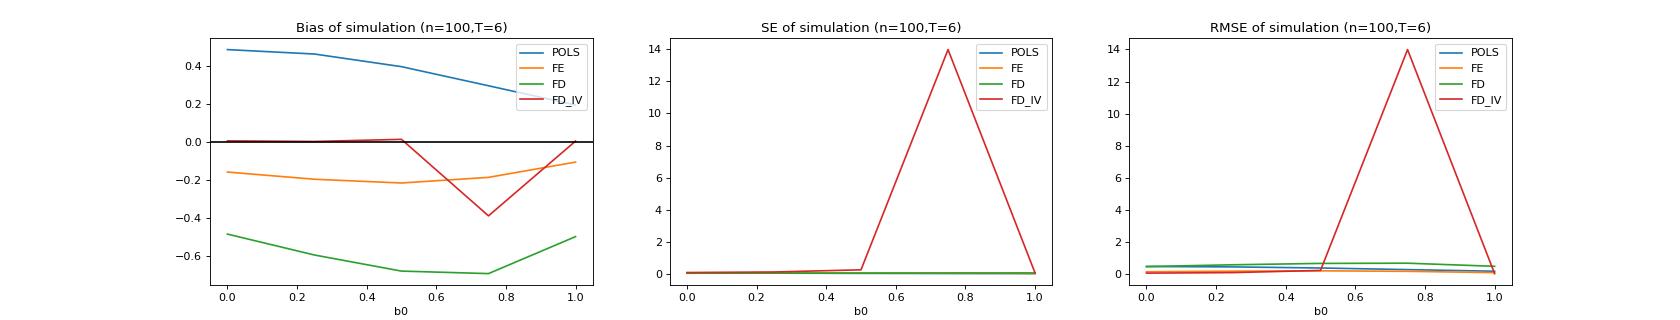 Bias of simulation (n=100,T=6)
0.4
0.2
0.0
−0.2
−0.4
−0.6
POLS
FE
FD
FD_IV
0.0 0.2 0.4 0.6 0.8 1.0
b0
SE of simulation (n=100,T=6)
14
12
10
8
6
4
2
0
POLS
FE
FD
FD_IV
0.0 0.2 0.4 0.6 0.8 1.0
b0
RMSE of simulation (n=100,T=6)
14
12
10
8
6
4
2
0
POLS
FE
FD
FD_IV
0.0 0.2 0.4 0.6 0.8 1.0
b0